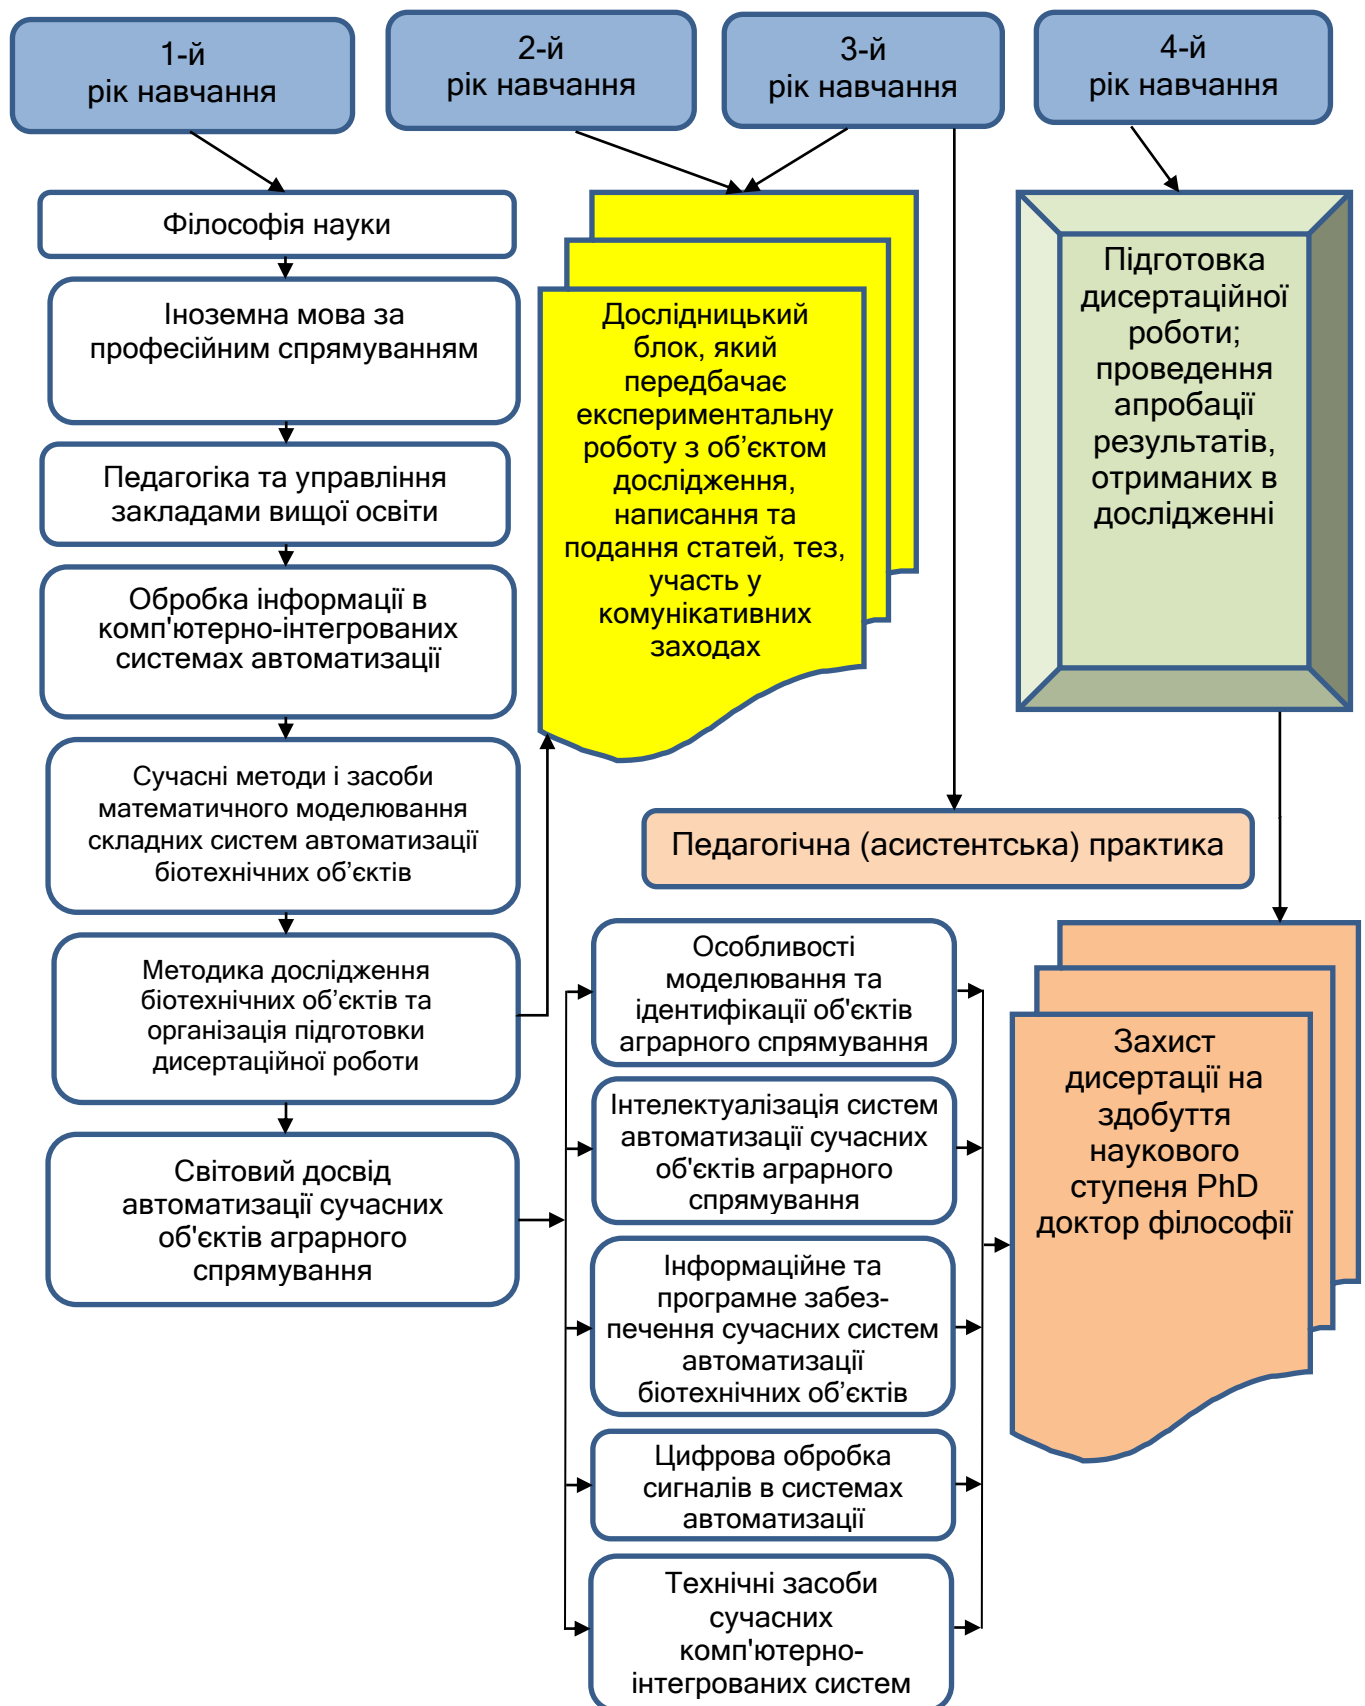 1-й
рік навчання
2-й
рік навчання
3-й
рік навчання
4-й
рік навчання
Філософія науки
Іноземна мова за
професійним спрямуванням
Педагогіка та управління
закладами вищої освіти
Обробка інформації в
комп'ютерно-інтегрованих
системах автоматизації
Сучасні методи і засоби
математичного моделювання
складних систем автоматизації
біотехнічних об’єктів
Методика дослідження
біотехнічних об’єктів та
організація підготовки
дисертаційної роботи
Світовий досвід
автоматизації сучасних
об'єктів аграрного
спрямування
Дослідницький
блок, який
передбачає
експериментальну
роботу з об’єктом
дослідження,
написання та
подання статей, тез,
участь у
комунікативних
заходах
Підготовка
дисертаційної
роботи;
проведення
апробації
результатів,
отриманих в
дослідженні
Педагогічна (асистентська) практика
Особливості
моделювання та
ідентифікації об'єктів
аграрного спрямування
Інтелектуалізація систем
автоматизації сучасних
об'єктів аграрного
спрямування
Інформаційне та
програмне забез-
печення сучасних систем
автоматизації
біотехнічних об’єктів
Цифрова обробка
сигналів в системах
автоматизації
Технічні засоби
сучасних
комп'ютерно-
інтегрованих систем
Захист
дисертації на
здобуття
наукового
ступеня PhD
доктор філософії